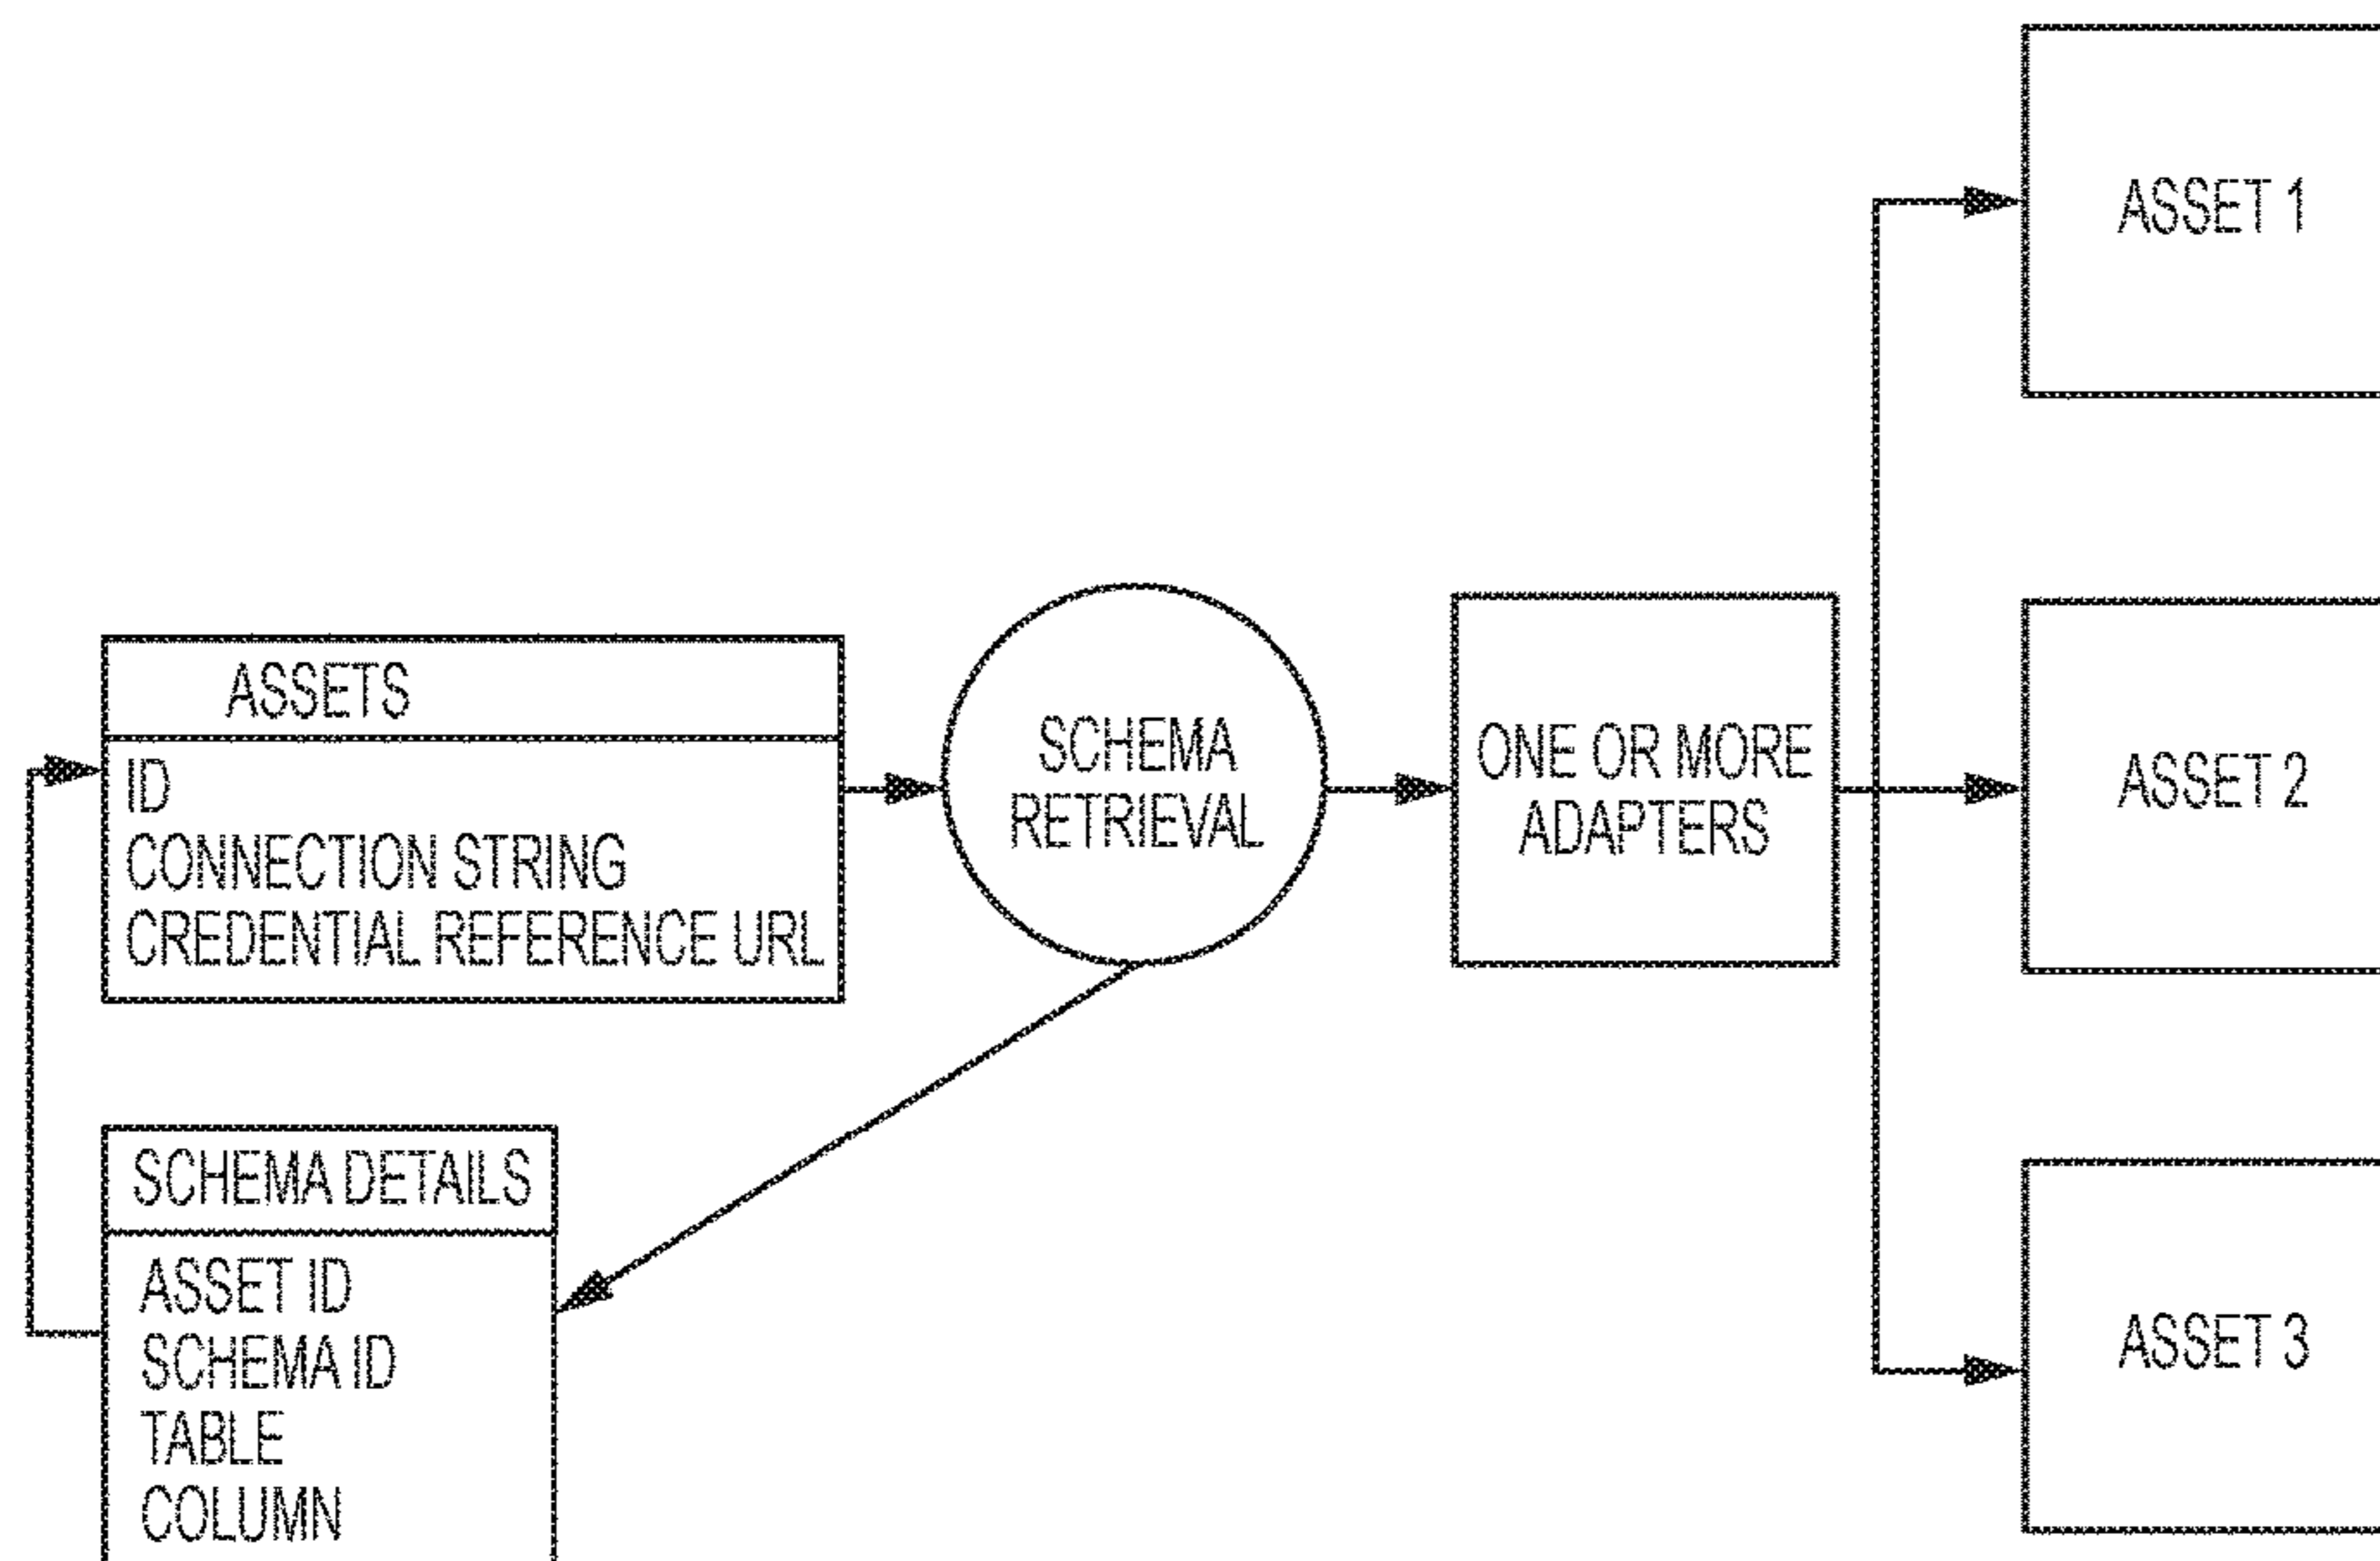 ASSET 1
ASSETS
ID
CONNECTION STRING
CREDENTIAL REFERENCE URL
SCHEMA
RETRIEVAL
ONE OR MORE
ADAPTERS
ASSET 2
SCHEMA DETAILS
ASSET ID
SCHEMA ID
TABLE
COLUMN
ASSET 3